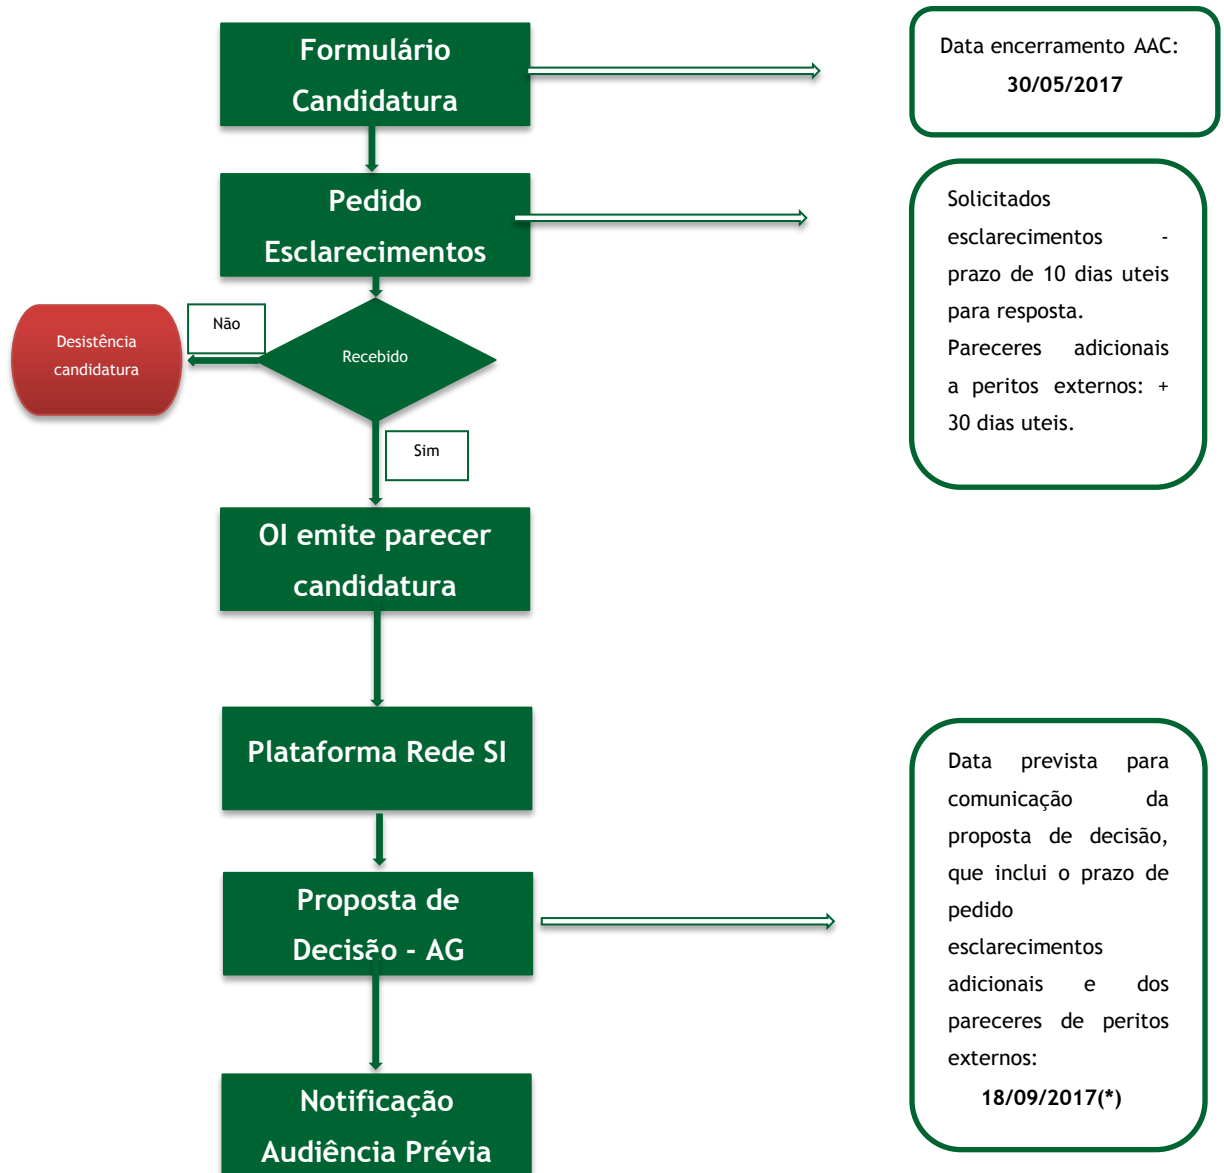 Formulário
Candidatura
Data encerramento AAC:
30/05/2017
Pedido
Esclarecimentos
Solicitados
esclarecimentos -
prazo de 10 dias uteis
para resposta.
Pareceres adicionais
a peritos externos: +
30 dias uteis.
Não
Desistência
candidatura
Recebido
Sim
OI emite parecer
candidatura
Plataforma Rede SI
Proposta de
Decisão - AG
Data prevista para
comunicação da
proposta de decisão,
que inclui o prazo de
pedido
esclarecimentos
adicionais e dos
pareceres de peritos
externos:
18/09/2017(*)
Notificação
Audiência Prévia